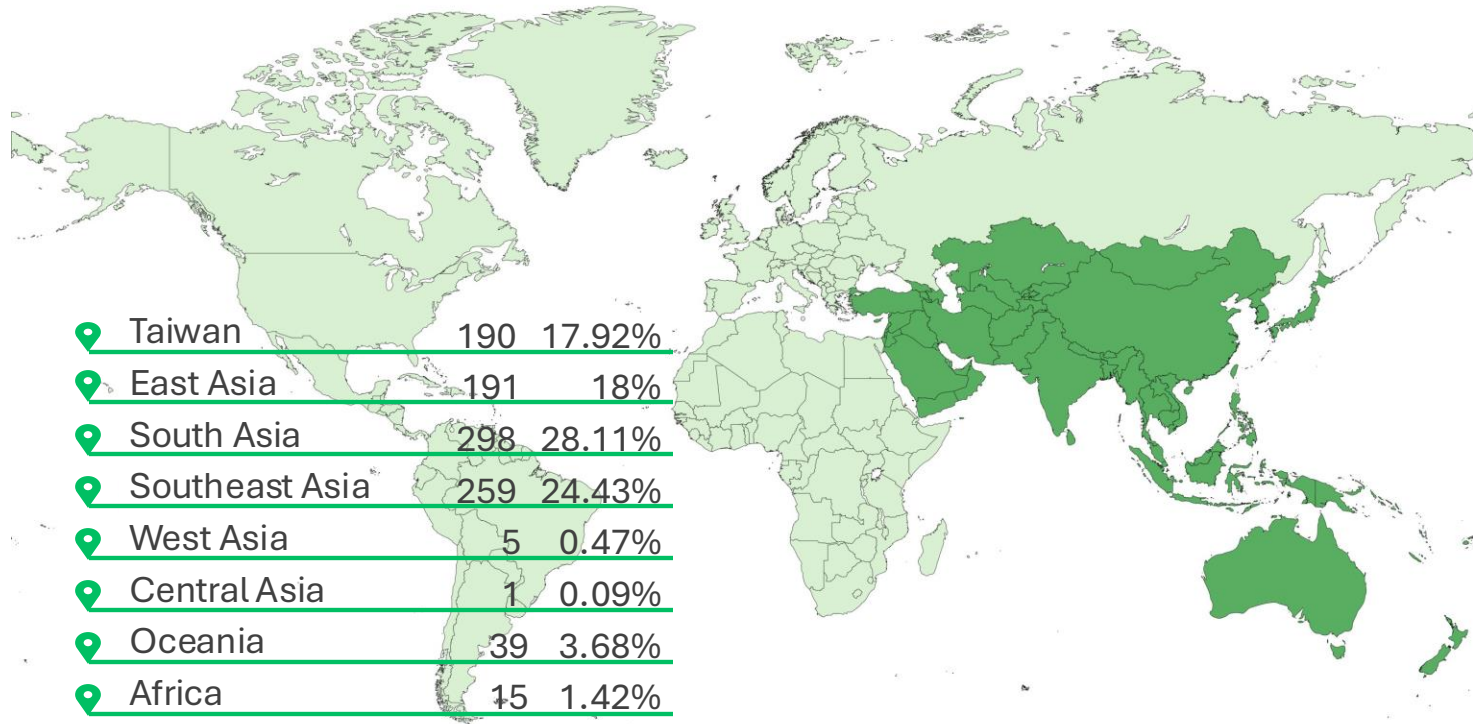 Taiwan 190 17.92%
East Asia 191 18%
South Asia 298 28.11%
Southeast Asia 259 24.43%
West Asia 5 0.47%
Central Asia 1 0.09%
Oceania 39 3.68%
Africa 15 1.42%